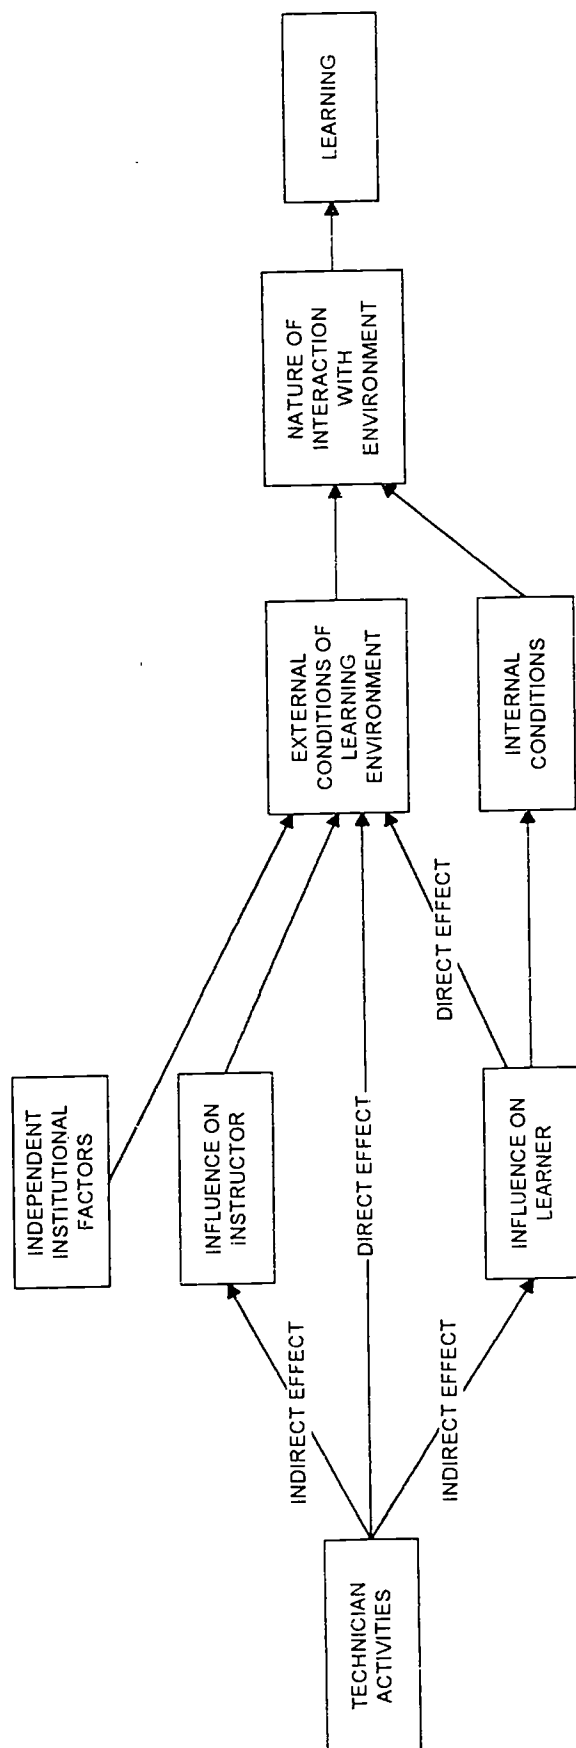 TECHNICIAN
ACTIVITIES
INDIRECT EFFECT
DIRECT EFFECT
INDIRECT EFFECT
INDEPENDENT
INSTITUTIONAL
FACTORS
INFLUENCE ON
INSTRUCTOR
INFLUENCE ON
LEARNER
DIRECT EFFECT
EXTERNAL
CONDITIONS OF
LEARNING
ENVIRONMENT
INTERNAL
CONDITIONS
NATURE OF
INTERACTION
WITH
ENVIRONMENT
LEARNING